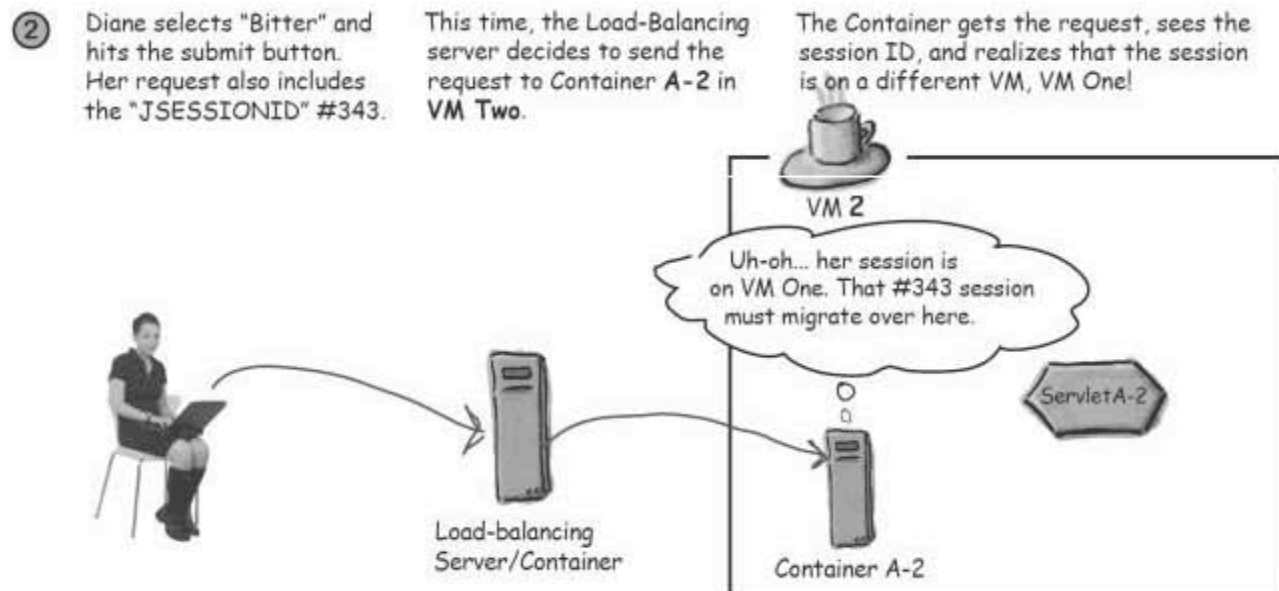 2
Diane selects “Bitter” and
hits the submit button.
Her request also includes
the “JSESSIONID” #343.
This time, the Load-Balancing
server decides to send the
request to Container A-2 in
VM Two.
The Container gets the request, sees the
session ID, and realizes that the session
is on a different VM, VM One!
VM 2
Uh-oh... her session is
on VM One. That #343 session
must migrate over here.
ServletA-2
Load-balancing
Server/Container
Container A-2